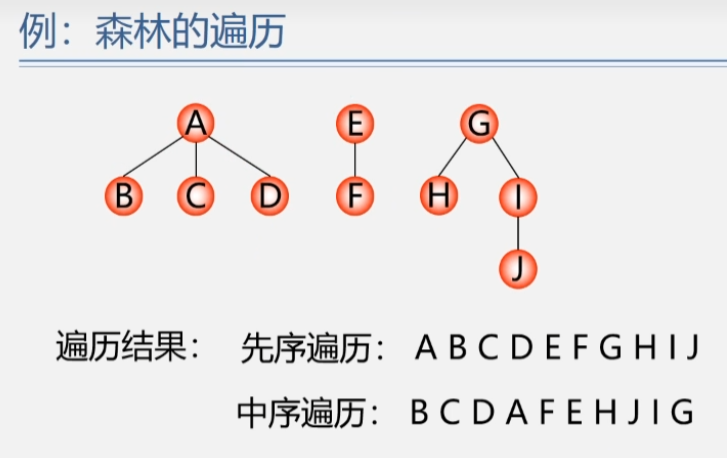 例：森林的遍历
A E G
B C D F H I
J
遍历结果： 先序遍历： A B C D E F G H I J
中序遍历： B C D A F E H J I G